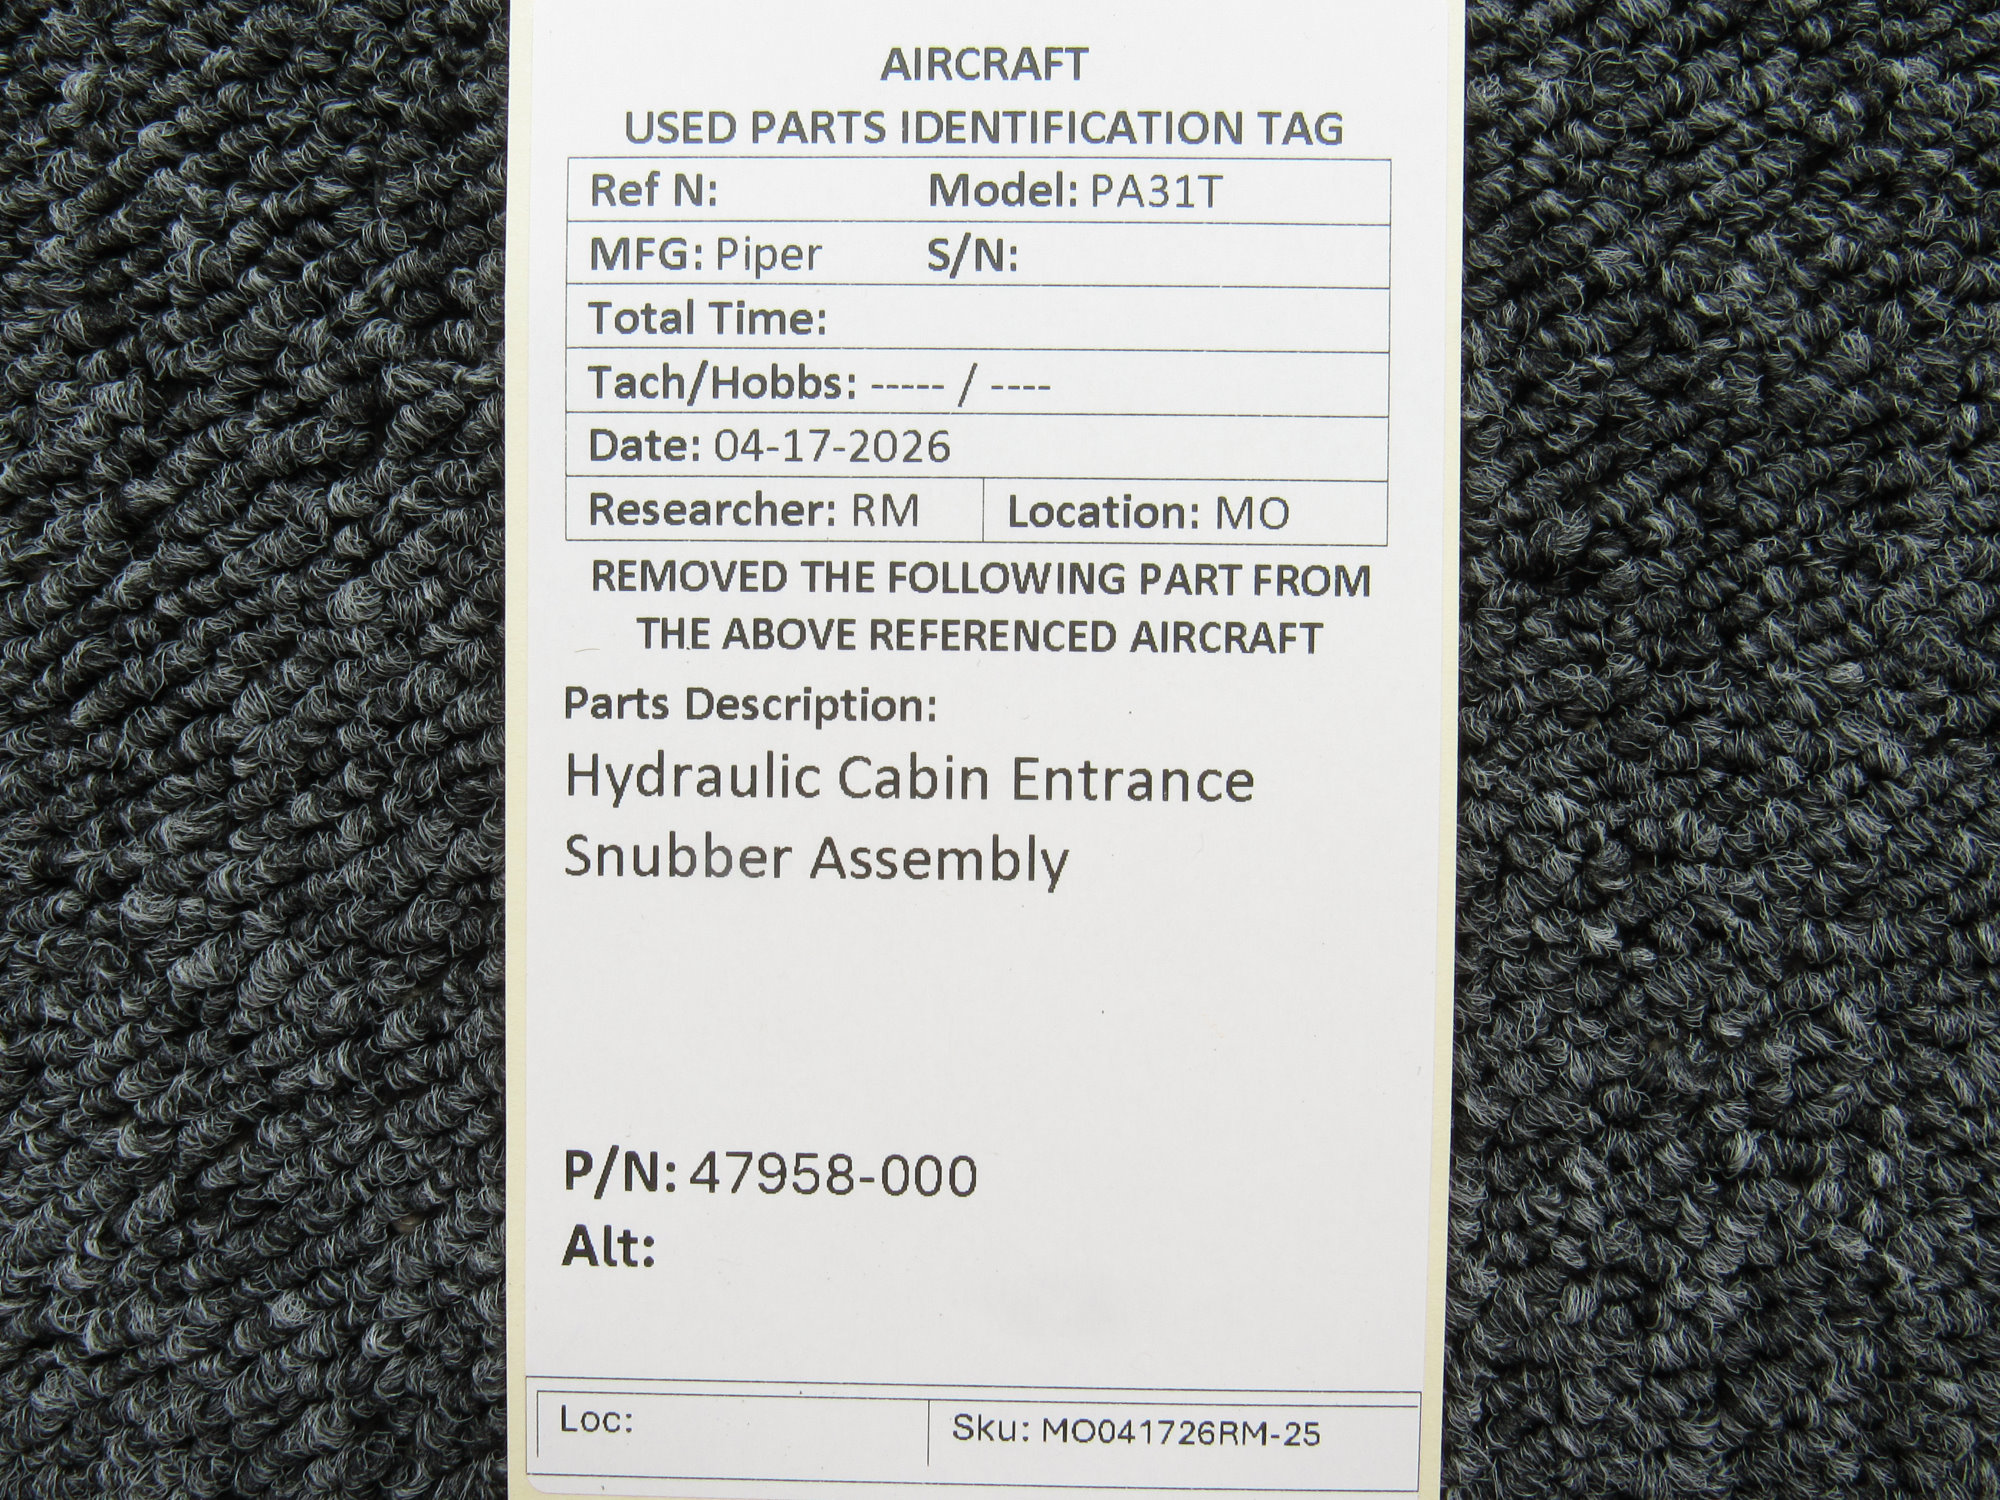 AIRCRAFT
USED PARTS IDENTIFICATION TAG
Ref N: Model: PA31T
MFG: Piper S/N:
Total Time:
Tach/Hobbs: ----- / ----
Date: 04-17-2026
Researcher: RM Location: MO
REMOVED THE FOLLOWING PART FROM
THE ABOVE REFERENCED AIRCRAFT
Parts Description:
Hydraulic Cabin Entrance
Snubber Assembly
P/N: 47958-000
Alt:
Loc: Sku: MO041726RM-25